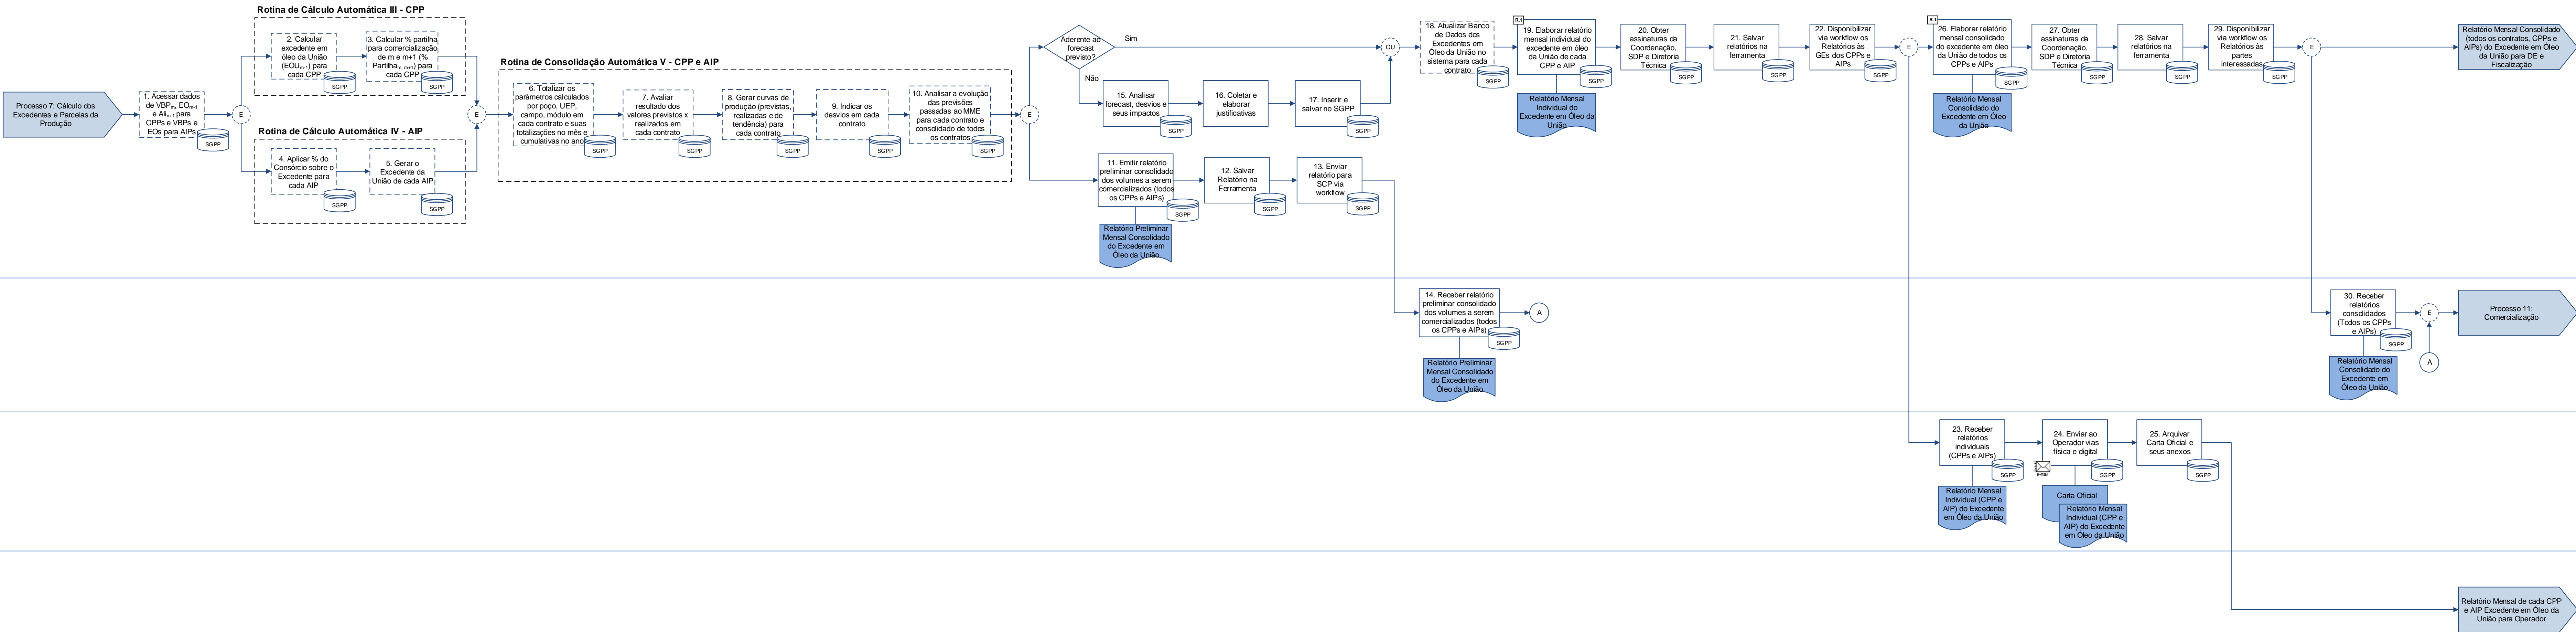 Rotina de Cálculo Automática III - CPP
2. Calcular
excedente em
óleo da União
(EOUm-1) para
cada CPP
SGPP
3. Calcular % partilha
para comercialização
de m e m+1 (%
Partilham, m+1) para
cada CPP
SGPP
Processo 7: Cálculo dos
Excedentes e Parcelas da
Produção
1. Acessar dados
de VBPm, EOm-1
e Alim-1 para
CPPs e VBPs e
EOs para AIPs
SGPP
E
Rotina de Cálculo Automática IV - AIP
4. Aplicar % do
Consórcio sobre o
Excedente para
cada AIP
SGPP
5. Gerar o
Excedente da
União de cada AIP
SGPP
E
Rotina de Consolidação Automática V - CPP e AIP
6. Totalizar os
parâmetros calculados
por poço, UEP,
campo, módulo em
cada contrato e suas
totalizações no mês e
cumulativas no ano
SGPP
7. Avaliar
resultado dos
valores previstos x
realizados em
cada contrato
SGPP
8. Gerar curvas de
produção (previstas,
realizadas e de
tendência) para
cada contrato
SGPP
9. Indicar os
desvios em cada
contrato
SGPP
10. Analisar a evolução
das previsões
passadas ao MME
para cada contrato e
consolidado de todos
os contratos
SGPP
E
Aderente ao
forecast
previsto?
Sim
Não
15. Analisar
forecast, desvios e
seus impactos
SGPP
16. Coletar e
elaborar
justificativas
17. Inserir e
salvar no SGPP
SGPP
OU
11. Emitir relatório
preliminar consolidado
dos volumes a serem
comercializados (todos
os CPPs e AIPs)
SGPP
Relatório Preliminar
Mensal Consolidado
do Excedente em
Óleo da União
12. Salvar
Relatório na
Ferramenta
SGPP
13. Enviar
relatório para
SCP via
workflow
SGPP
18. Atualizar Banco
de Dados dos
Excedentes em
Óleo da União no
sistema para cada
contrato
SGPP
R.1
19. Elaborar relatório
mensal individual do
excedente em óleo
da União de cada
CPP e AIP
SGPP
Relatório Mensal
Individual do
Excedente em Óleo da
União
20. Obter
assinaturas da
Coordenação,
SDP e Diretoria
Técnica
SGPP
21. Salvar
relatórios na
ferramenta
SGPP
22. Disponibilizar
via workflow os
Relatórios às
GEs dos CPPs e
AIPs
SGPP
E
R.1
26. Elaborar relatório
mensal consolidado
do excedente em óleo
da União de todos os
CPPs e AIPs
SGPP
Relatório Mensal
Consolidado do
Excedente em Óleo
da União
27. Obter
assinaturas da
Coordenação,
SDP e Diretoria
Técnica
SGPP
28. Salvar
relatórios na
ferramenta
SGPP
29. Disponibilizar
via workflow os
Relatórios às
partes
interessadas
SGPP
E
Relatório Mensal Consolidado
(todos os contratos, CPPs e
AIPs) do Excedente em Óleo
da União para DE e
Fiscalização
14. Receber relatório
preliminar consolidado
dos volumes a serem
comercializados (todos
os CPPs e AIPs)
SGPP
Relatório Preliminar
Mensal Consolidado
do Excedente em
Óleo da União
A
30. Receber
relatórios
consolidados
(Todos os CPPs
e AIPs)
SGPP
Relatório Mensal
Consolidado do
Excedente em
Óleo da União
E
A
Processo 11:
Comercialização
23. Receber
relatórios
individuais
(CPPs e AIPs)
SGPP
Relatório Mensal
Individual (CPP e
AIP) do Excedente
em Óleo da União
24. Enviar ao
Operador vias
física e digital
SGPP
E-mail
Carta Oficial
Relatório Mensal
Individual (CPP e
AIP) do Excedente
em Óleo da União
25. Arquivar
Carta Oficial e
seus anexos
SGPP
Relatório Mensal de cada CPP
e AIP Excedente em Óleo da
União para Operador